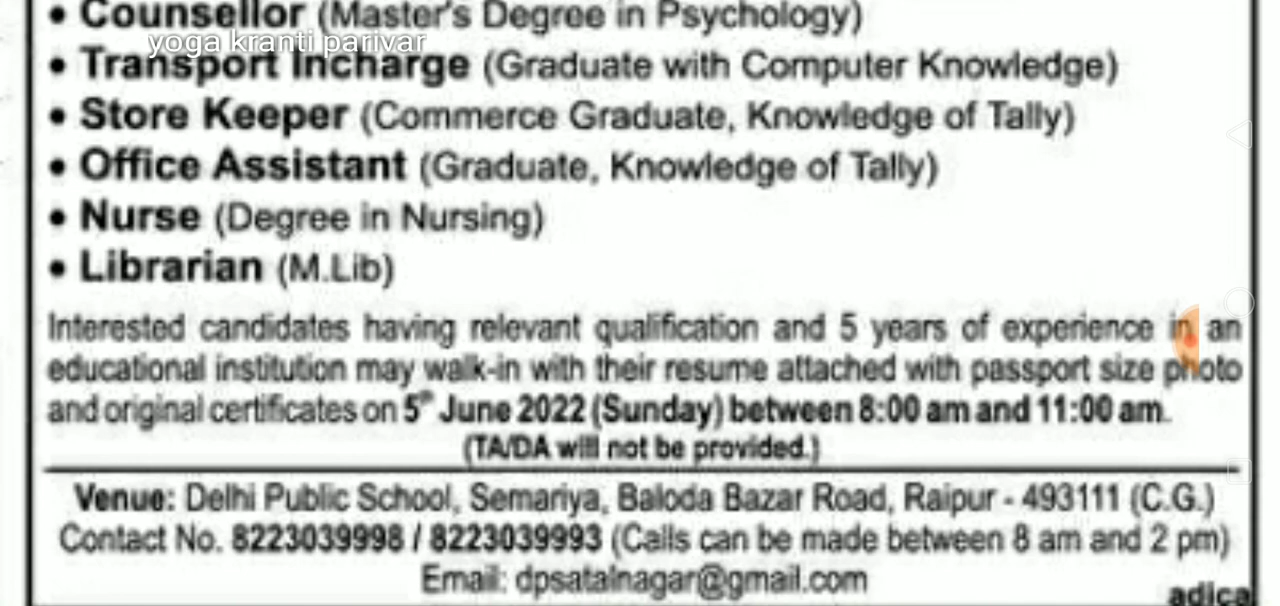 • Counsellor (Master's Degree in Psychology)
yoga kranti parivar
• Transport Incharge (Graduate with Computer Knowledge)
• Store Keeper (Commerce Graduate, Knowledge of Tally)
• Office Assistant (Graduate, Knowledge of Tally)
• Nurse (Degree in Nursing)
• Librarian (M.Lib)
Interested candidates having relevant qualification and 5 years of experience in an
educational institution may walk-in with their resume attached with passport size photo
and original certificates on 5th June 2022 (Sunday) between 8:00 am and 11:00 am.
(TA/DA will not be provided.)
Venue: Delhi Public School, Semariya, Baloda Bazar Road, Raipur - 493111 (C.G.)
Contact No. 8223039998 / 8223039993 (Calls can be made between 8 am and 2 pm)
Email: dpsatalnagar@gmail.com
adica